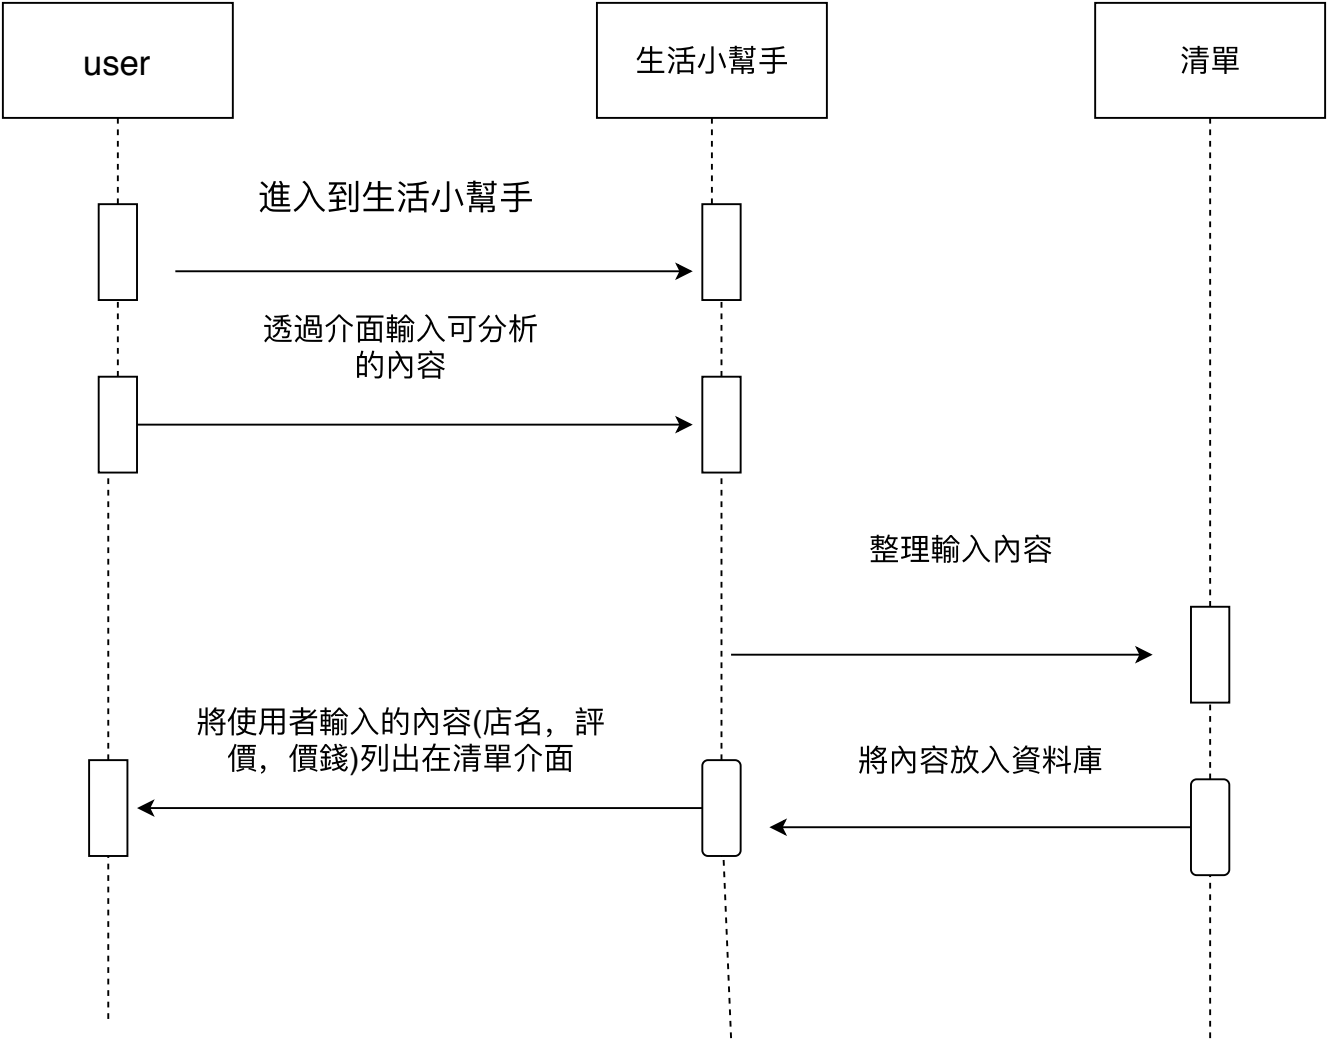 user
生活小幫手
清單
進入到生活小幫手
透過介面輸入可分析
的內容
整理輸入內容
將使用者輸入的內容(店名，評
價，價錢)列出在清單介面
將內容放入資料庫